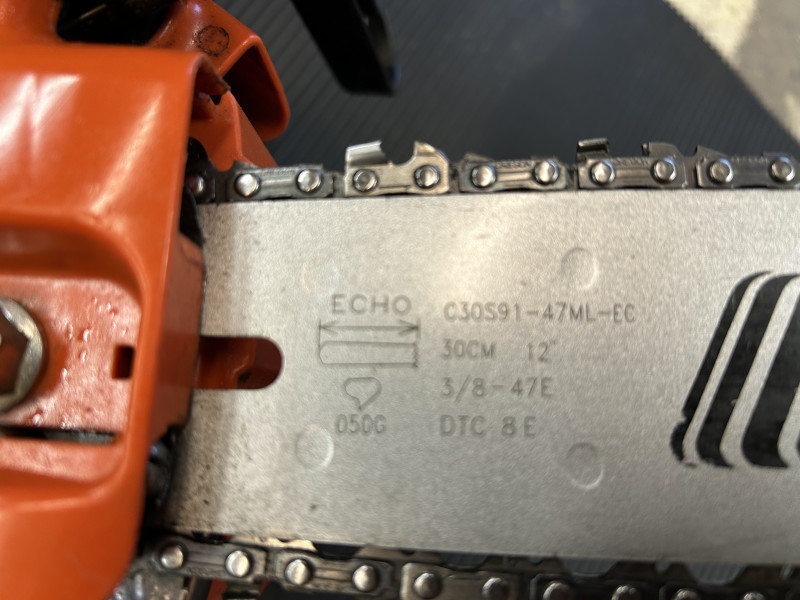 ECHO
C30S91-47ML-EC
30CM 12"
3/8-47E
050G
DTC 8E